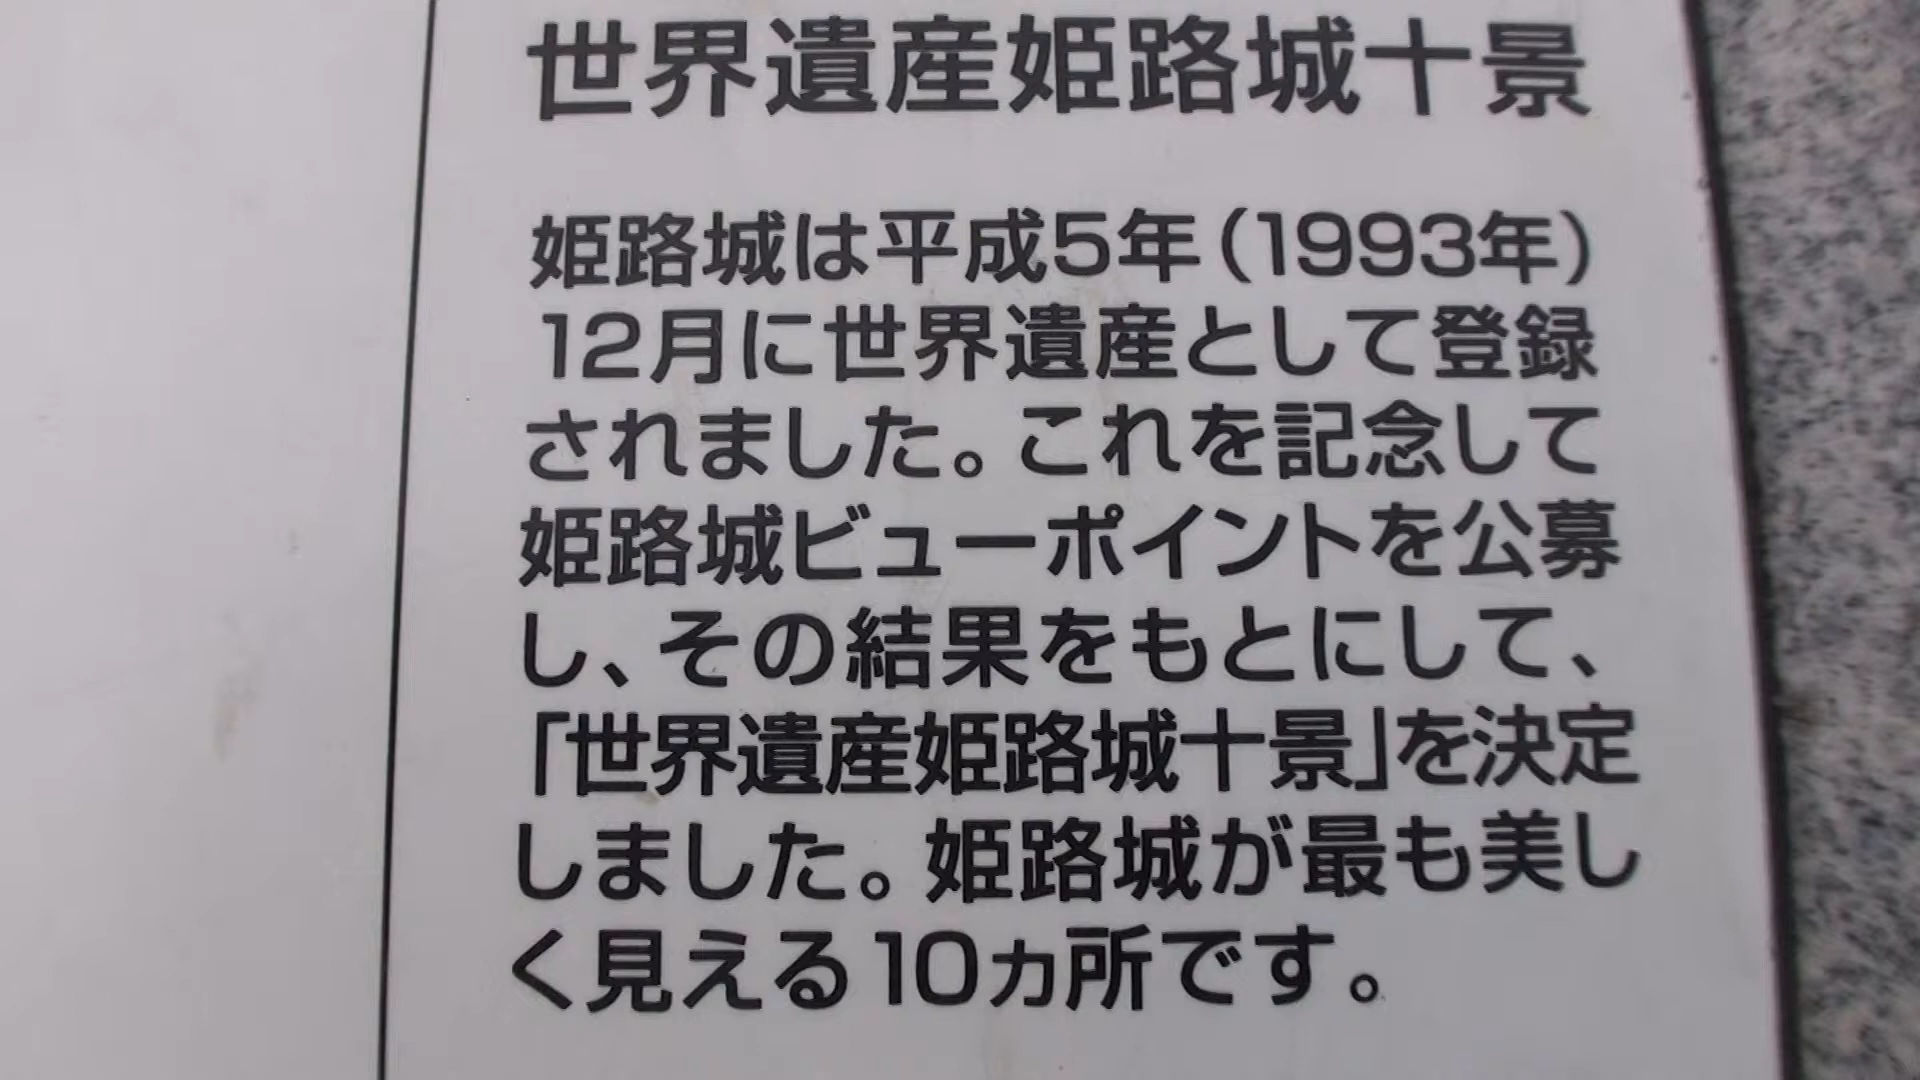 世界遺産姫路城十景
姫路城は平成5年(1993年)
12月に世界遺産として登録
されました。これを記念して
姫路城ビューポイントを公募
し、その結果をもとにして、
「世界遺産姫路城十景」を決定
しました。姫路城が最も美し
く見える10ヵ所です。